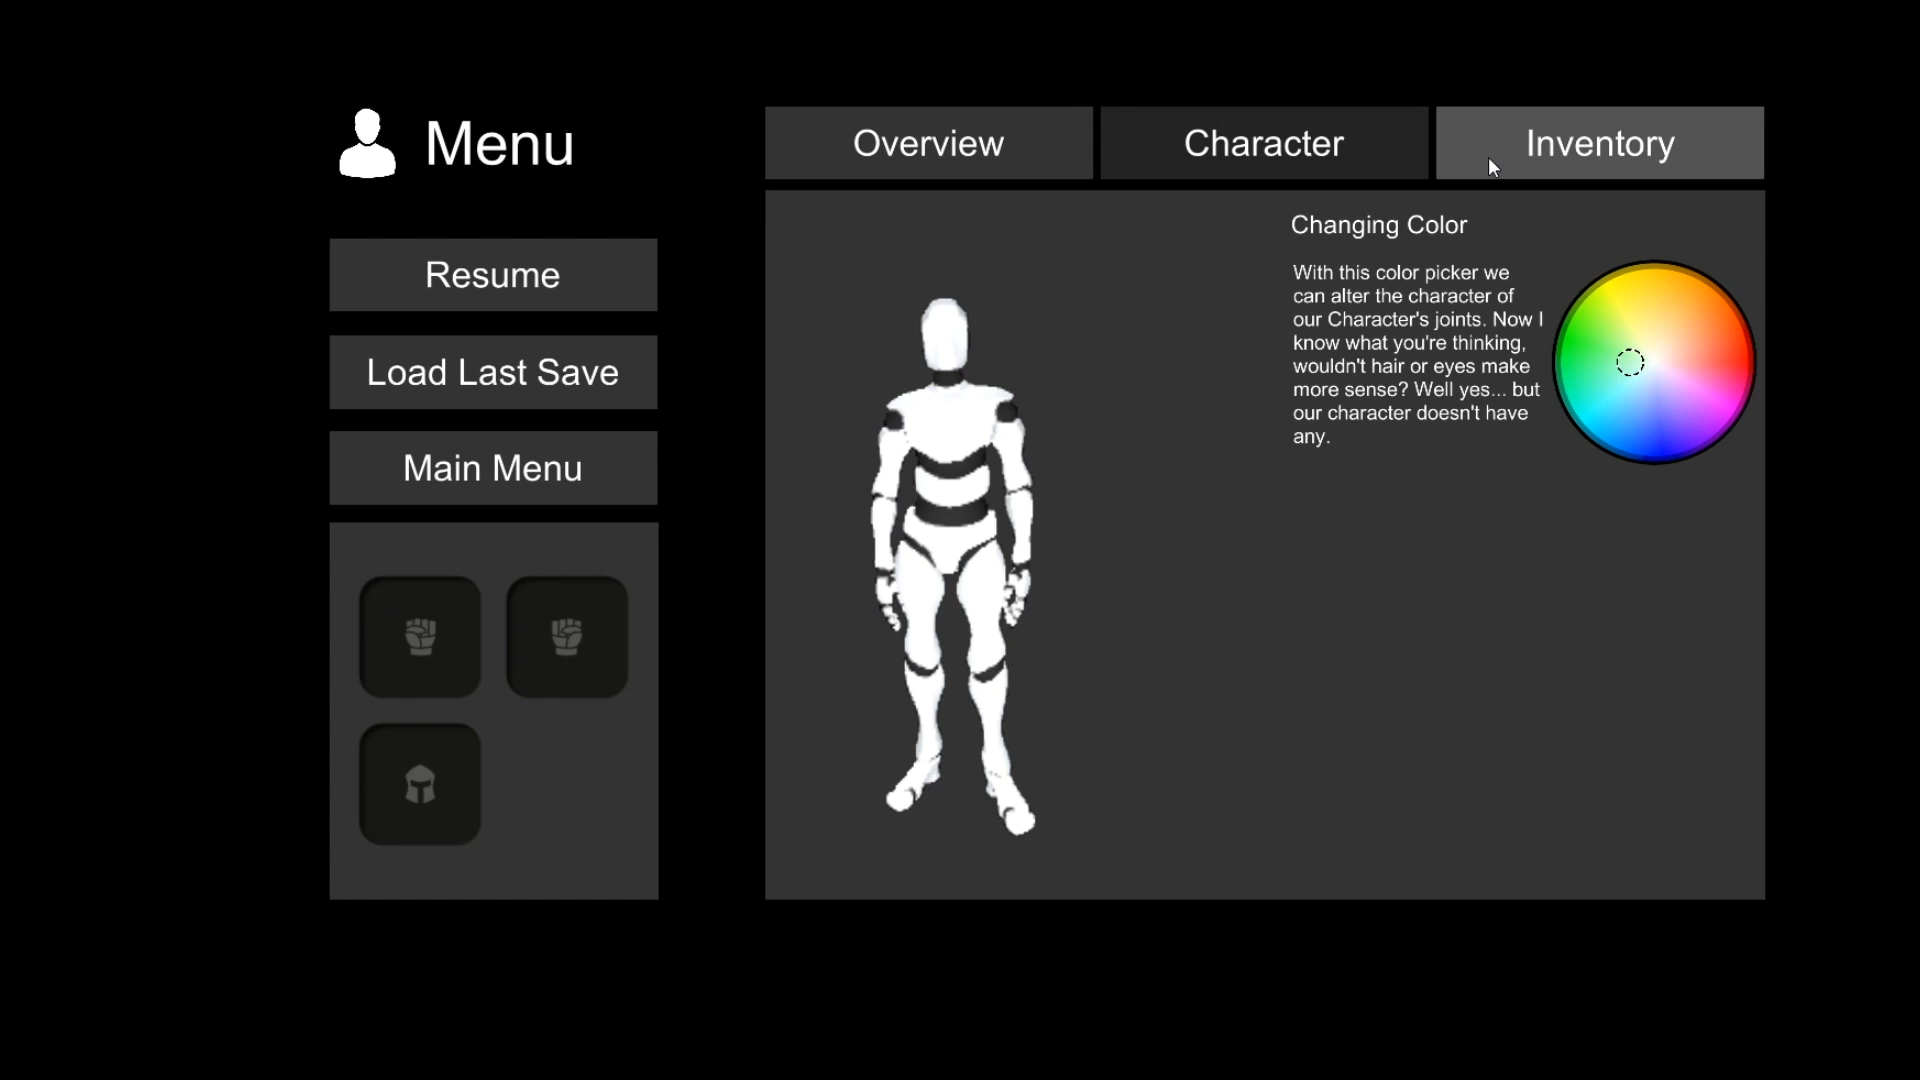 Menu
Overview
Character
Inventory
Resume
Load Last Save
Main Menu
Changing Color
With this color picker we
can alter the character of
our Character's joints. Now I
know what you're thinking,
wouldn't hair or eyes make
more sense? Well yes... but
our character doesn't have
any.